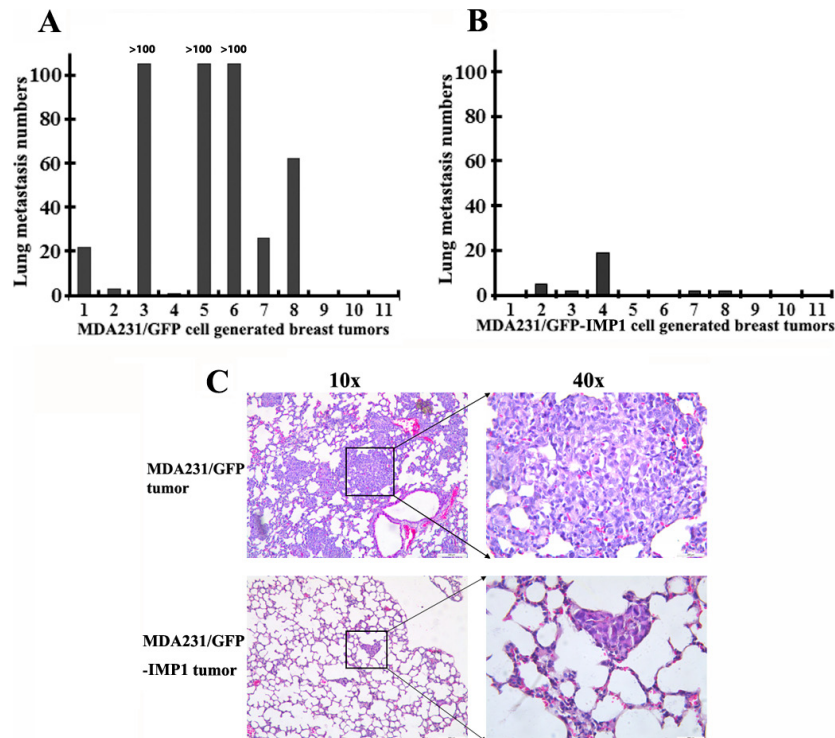 A
B
>100 >100 >100
Lung metastasis numbers
100
80
60
40
20
0
1 2 3 4 5 6 7 8 9 10 11
MDA231/GFP cell generated breast tumors
Lung metastasis numbers
100
80
60
40
20
0
1 2 3 4 5 6 7 8 9 10 11
MDA231/GFP-IMP1 cell generated breast tumors
C
10x 40x
MDA231/GFP
tumor
MDA231/GFP
-IMP1 tumor